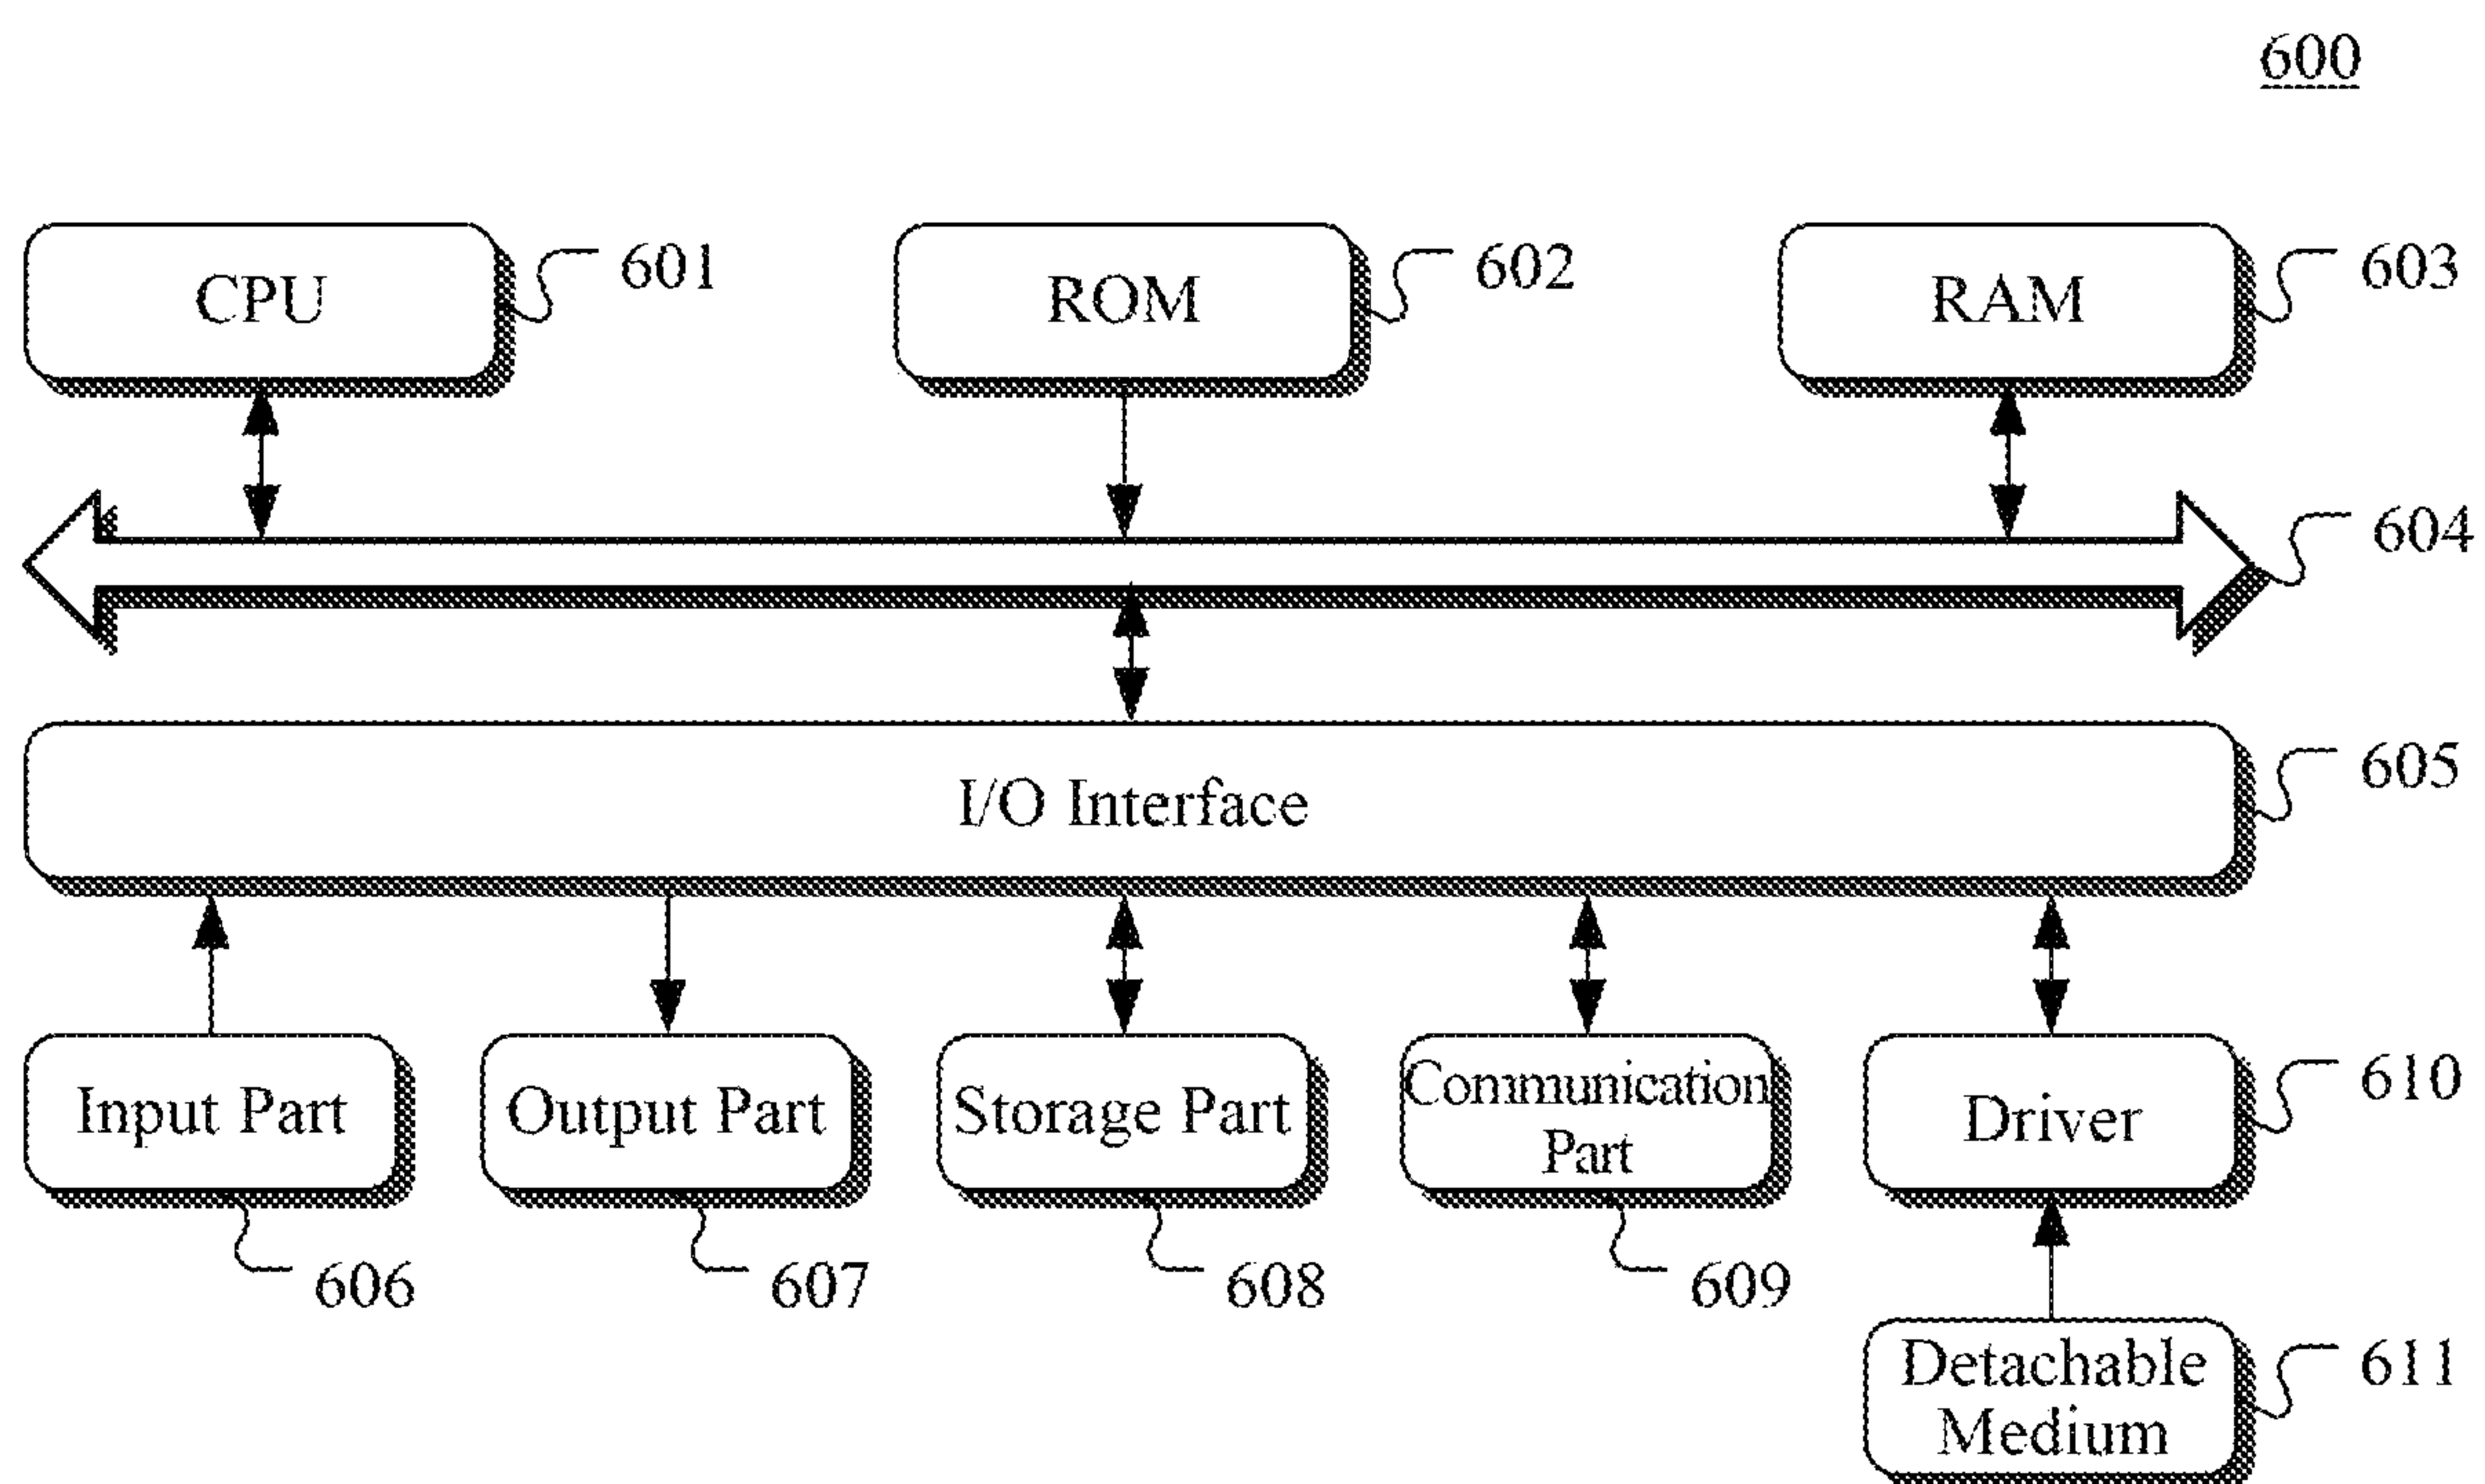 600
CPU
601
ROM
602
RAM
603
604
I/O Interface
605
Input Part
Output Part
Storage Part
Communication
Part
Driver
610
606
607
608
609
Detachable
Medium
611